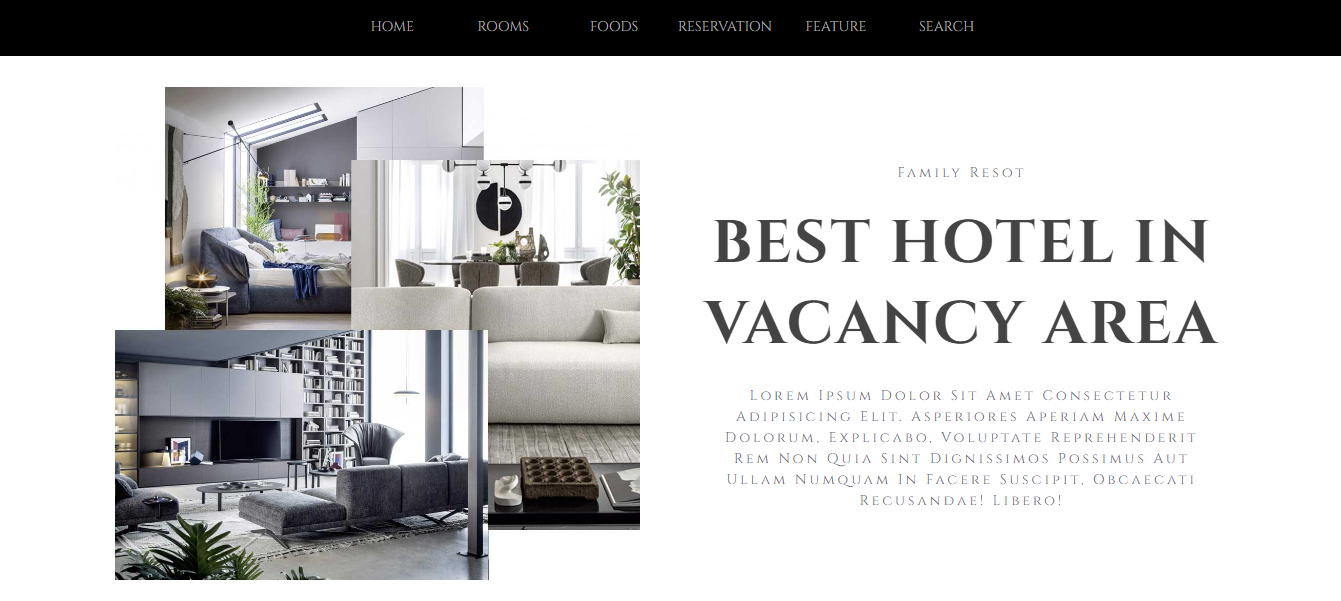 HOME ROOMS FOODS RESERVATION FEATURE SEARCH
Family Resot
BEST HOTEL IN
VACANCY AREA
Lorem Ipsum Dolor Sit Amet Consectetur
Adipisicing Elit. Asperiores Aperiam Maxime
Dolorum, Explicabo, Voluptate Reprehenderit
Rem Non Quia Sint Dignissimos Possimus Aut
Ullam Numquam In Facere Suscipit, Obcaecati
Recusandae! Libero!